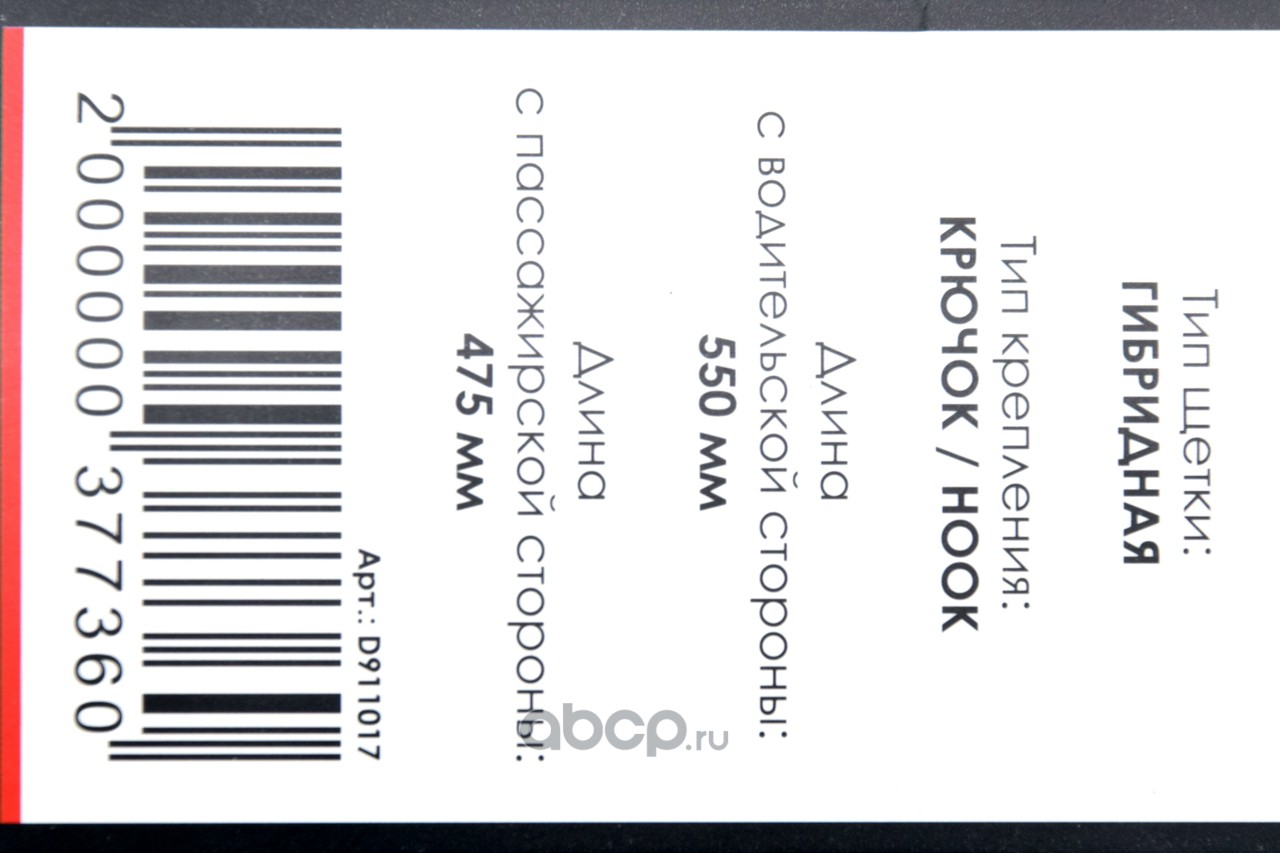 Тип щетки:
ГИБРИДНАЯ
Тип крепления:
КРЮЧОК / HOOK
Длина
с водительской стороны:
550 мм
Длина
с пассажирской стороны:
475 мм
Арт.: D911017
2 000000 377360
abcp.ru